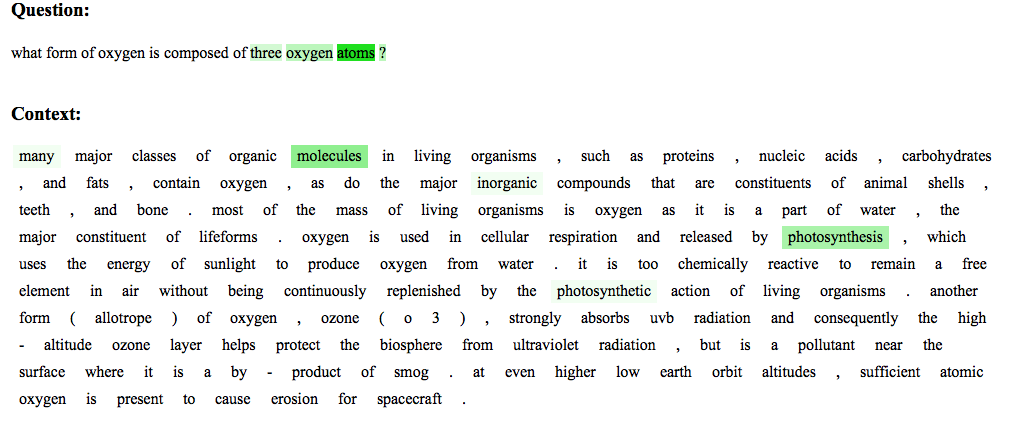 Question:
what form of oxygen is composed of three oxygen atoms ?
Context:
many major classes of organic molecules in living organisms , such as proteins , nucleic acids , carbohydrates
, and fats , contain oxygen , as do the major inorganic compounds that are constituents of animal shells ,
teeth , and bone . most of the mass of living organisms is oxygen as it is a part of water , the
major constituent of lifeforms . oxygen is used in cellular respiration and released by photosynthesis , which
uses the energy of sunlight to produce oxygen from water . it is too chemically reactive to remain a free
element in air without being continuously replenished by the photosynthetic action of living organisms . another
form ( allotrope ) of oxygen , ozone ( o 3 ) , strongly absorbs uvb radiation and consequently the high
- altitude ozone layer helps protect the biosphere from ultraviolet radiation , but is a pollutant near the
surface where it is a by - product of smog . at even higher low earth orbit altitudes , sufficient atomic
oxygen is present to cause erosion for spacecraft .